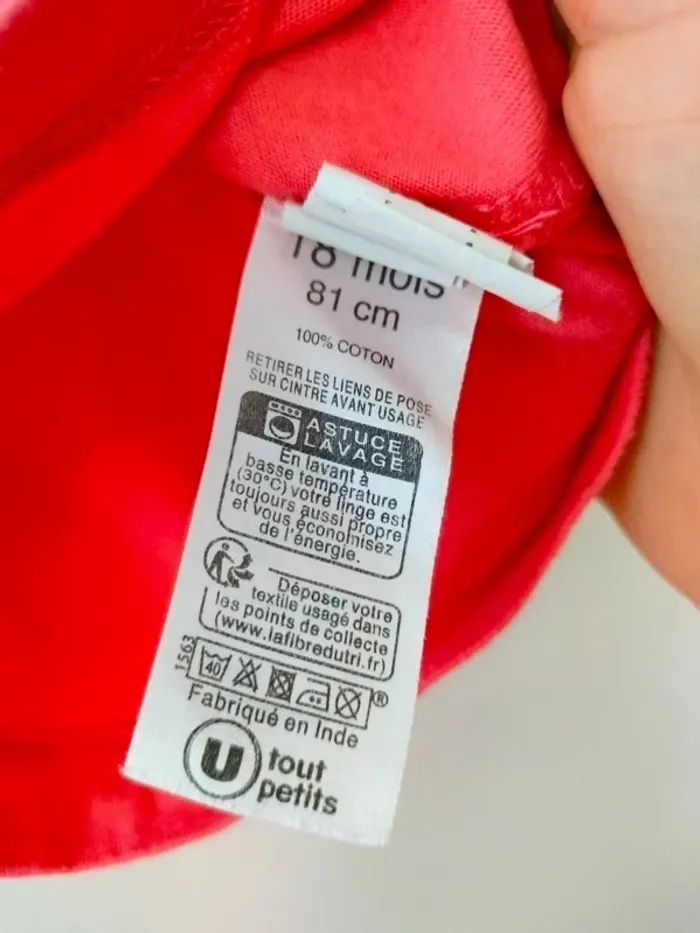 18 mois
81 cm
100% COTON
RETIRER LES LIENS DE POSE
SUR CINTRE AVANT USAGE
ASTUCE
LAVAGE
En lavant à
basse température
(30°C) votre linge est
toujours aussi propre
et vous économisez
de l'énergie.
Déposer votre
textile usagé dans
les points de collecte
(www.lafibredutri.fr)
1563
40
®
Fabriqué en Inde
U tout
petits